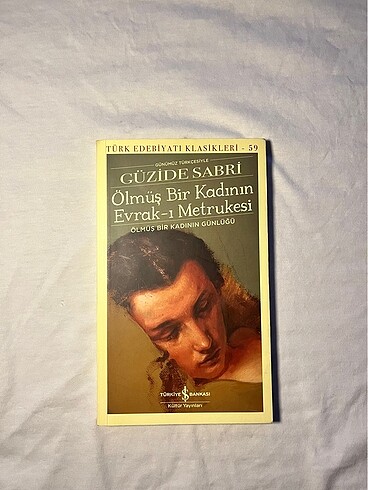 TÜRK EDEBİYATI KLASİKLERİ - 59
GÜNÜMÜZ TÜRKÇESİYLE
GÜZİDE SABRİ
Ölmüş Bir Kadının
Evrak-ı Metrukesi
ÖLMÜŞ BİR KADININ GÜNLÜĞÜ
TÜRKİYE İŞ BANKASI
Kültür Yayınları